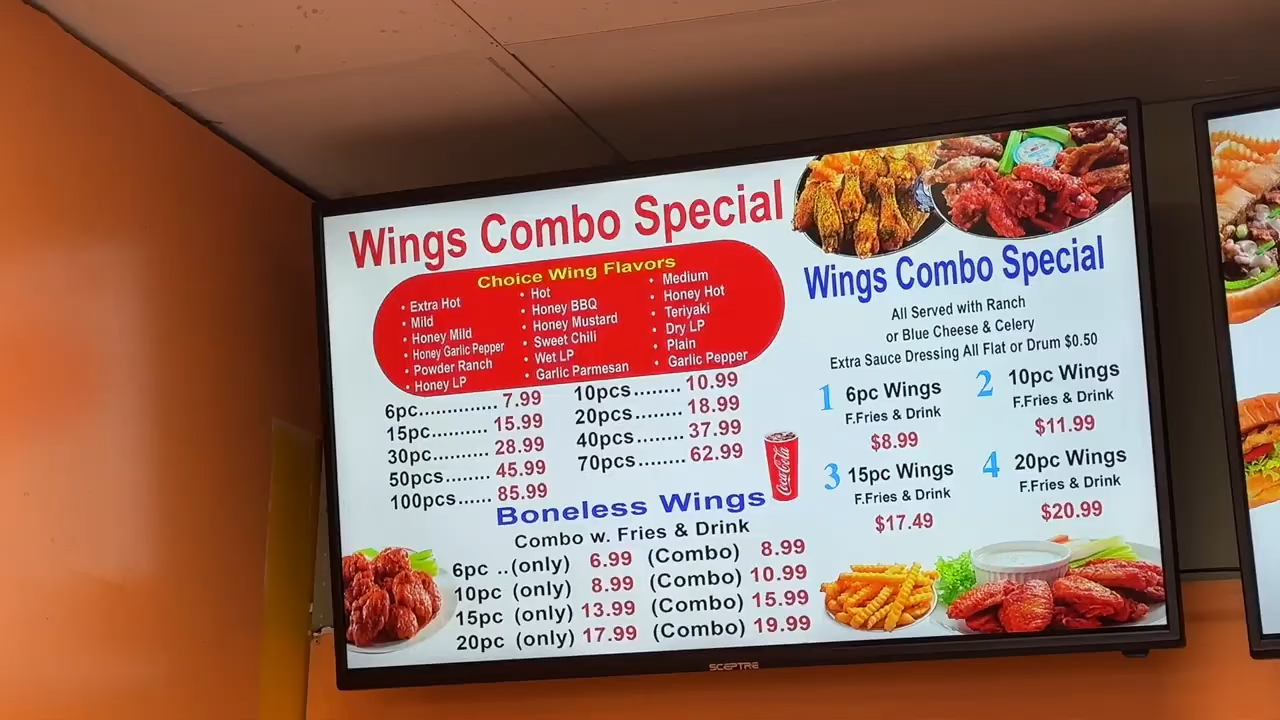 Wings Combo Special
Choice Wing Flavors
• Extra Hot
• Mild
• Honey Mild
• Honey Garlic Pepper
• Powder Ranch
• Honey LP
• Hot
• Honey BBQ
• Honey Mustard
• Sweet Chili
• Wet LP
• Garlic Parmesan
• Medium
• Honey Hot
• Teriyaki
• Dry LP
• Plain
• Garlic Pepper
6pc.............. 7.99
15pc.......... 15.99
30pc.......... 28.99
50pcs........ 45.99
100pcs...... 85.99
10pcs........ 10.99
20pcs........ 18.99
40pcs........ 37.99
70pcs........ 62.99
Coca-Cola
Boneless Wings
Combo w. Fries & Drink
6pc ..(only) 6.99 (Combo) 8.99
10pc (only) 8.99 (Combo) 10.99
15pc (only) 13.99 (Combo) 15.99
20pc (only) 17.99 (Combo) 19.99
Wings Combo Special
All Served with Ranch
or Blue Cheese & Celery
Extra Sauce Dressing All Flat or Drum $0.50
1 6pc Wings
F.Fries & Drink
$8.99
2 10pc Wings
F.Fries & Drink
$11.99
3 15pc Wings
F.Fries & Drink
$17.49
4 20pc Wings
F.Fries & Drink
$20.99
SCEPTRE